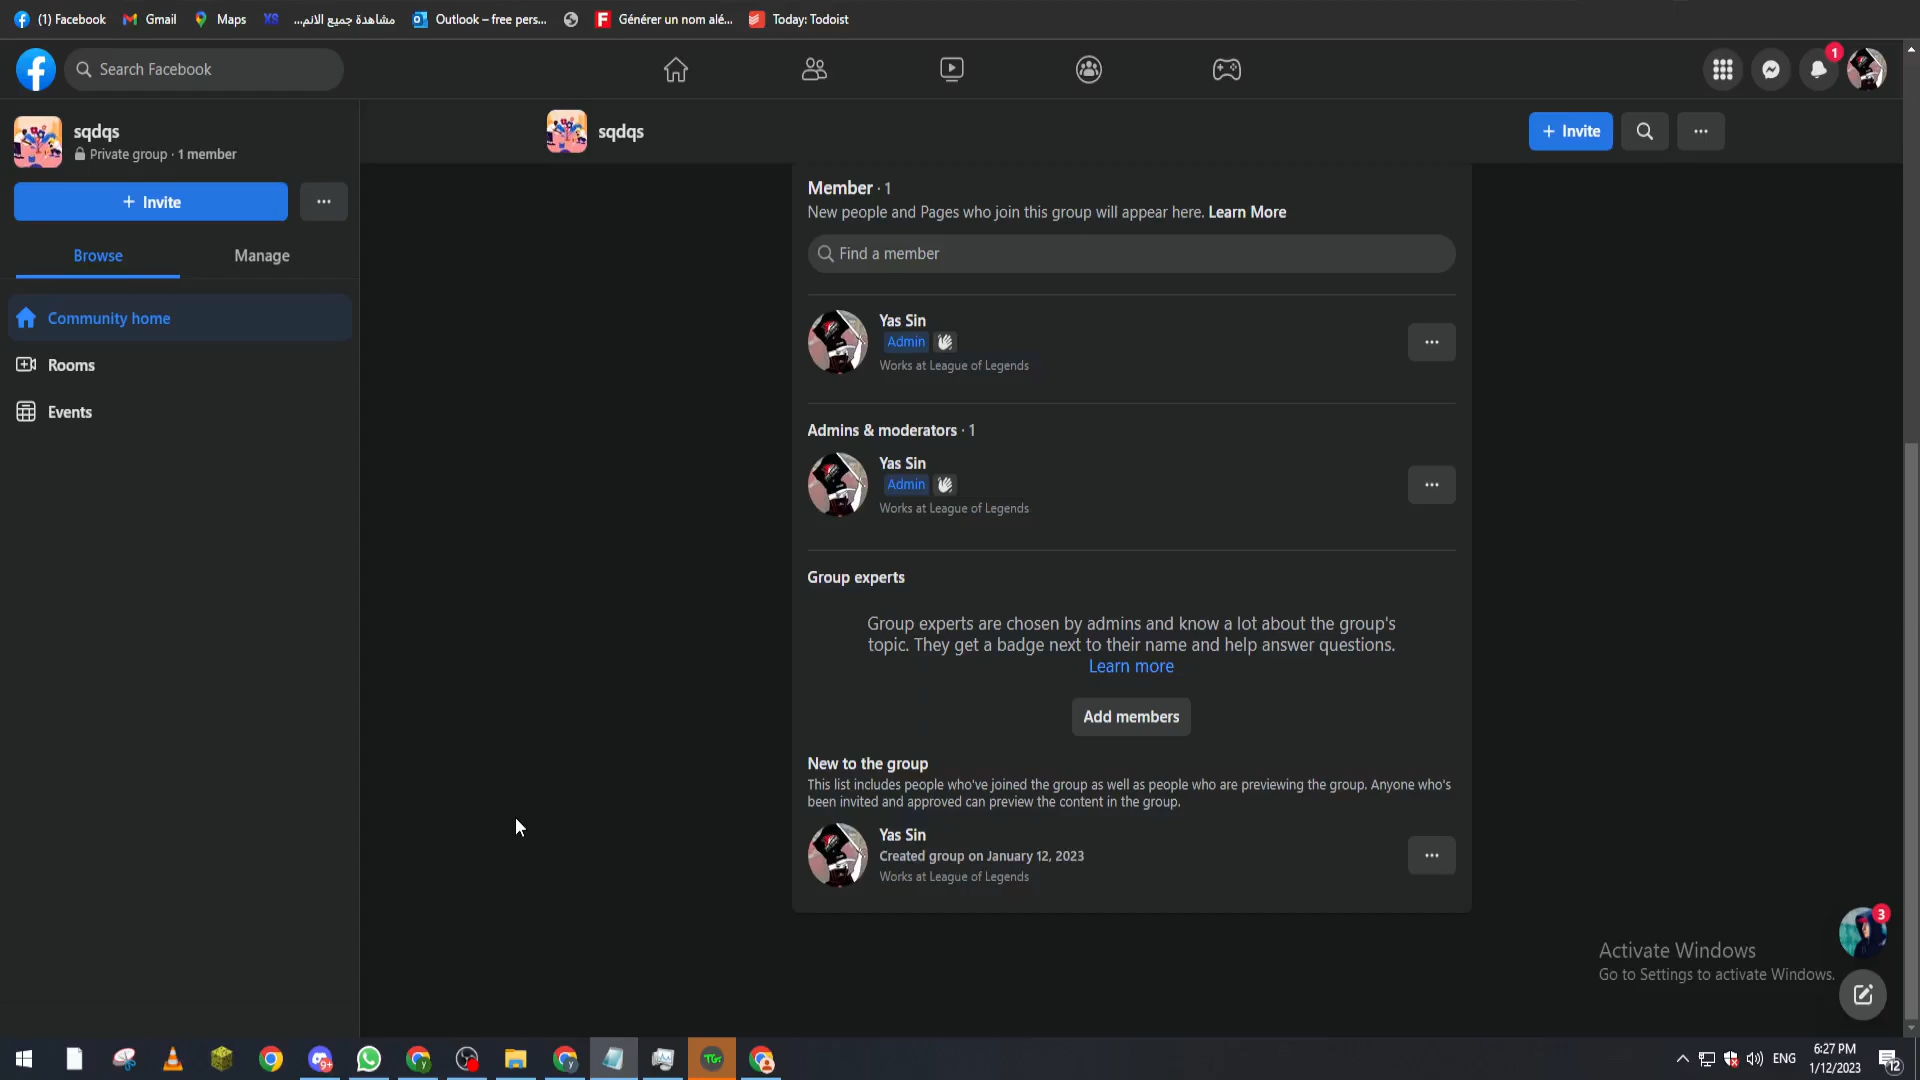 (1) Facebook
Gmail
Maps
XS
مشاهدة جميع الانم...
Outlook – free pers...
F
Générer un nom alé...
Today: Todoist
Search Facebook
1
sqdqs
Private group · 1 member
+ Invite
...
Browse
Manage
Community home
Rooms
Events
sqdqs
+ Invite
...
Member · 1
New people and Pages who join this group will appear here. Learn More
Find a member
Yas Sin
Admin
Works at League of Legends
...
Admins & moderators · 1
Yas Sin
Admin
Works at League of Legends
...
Group experts
Group experts are chosen by admins and know a lot about the group's
topic. They get a badge next to their name and help answer questions.
Learn more
Add members
New to the group
This list includes people who've joined the group as well as people who are previewing the group. Anyone who's
been invited and approved can preview the content in the group.
Yas Sin
Created group on January 12, 2023
Works at League of Legends
...
3
Activate Windows
Go to Settings to activate Windows.
9+
y
y
TGF
ENG
6:27 PM
1/12/2023
12